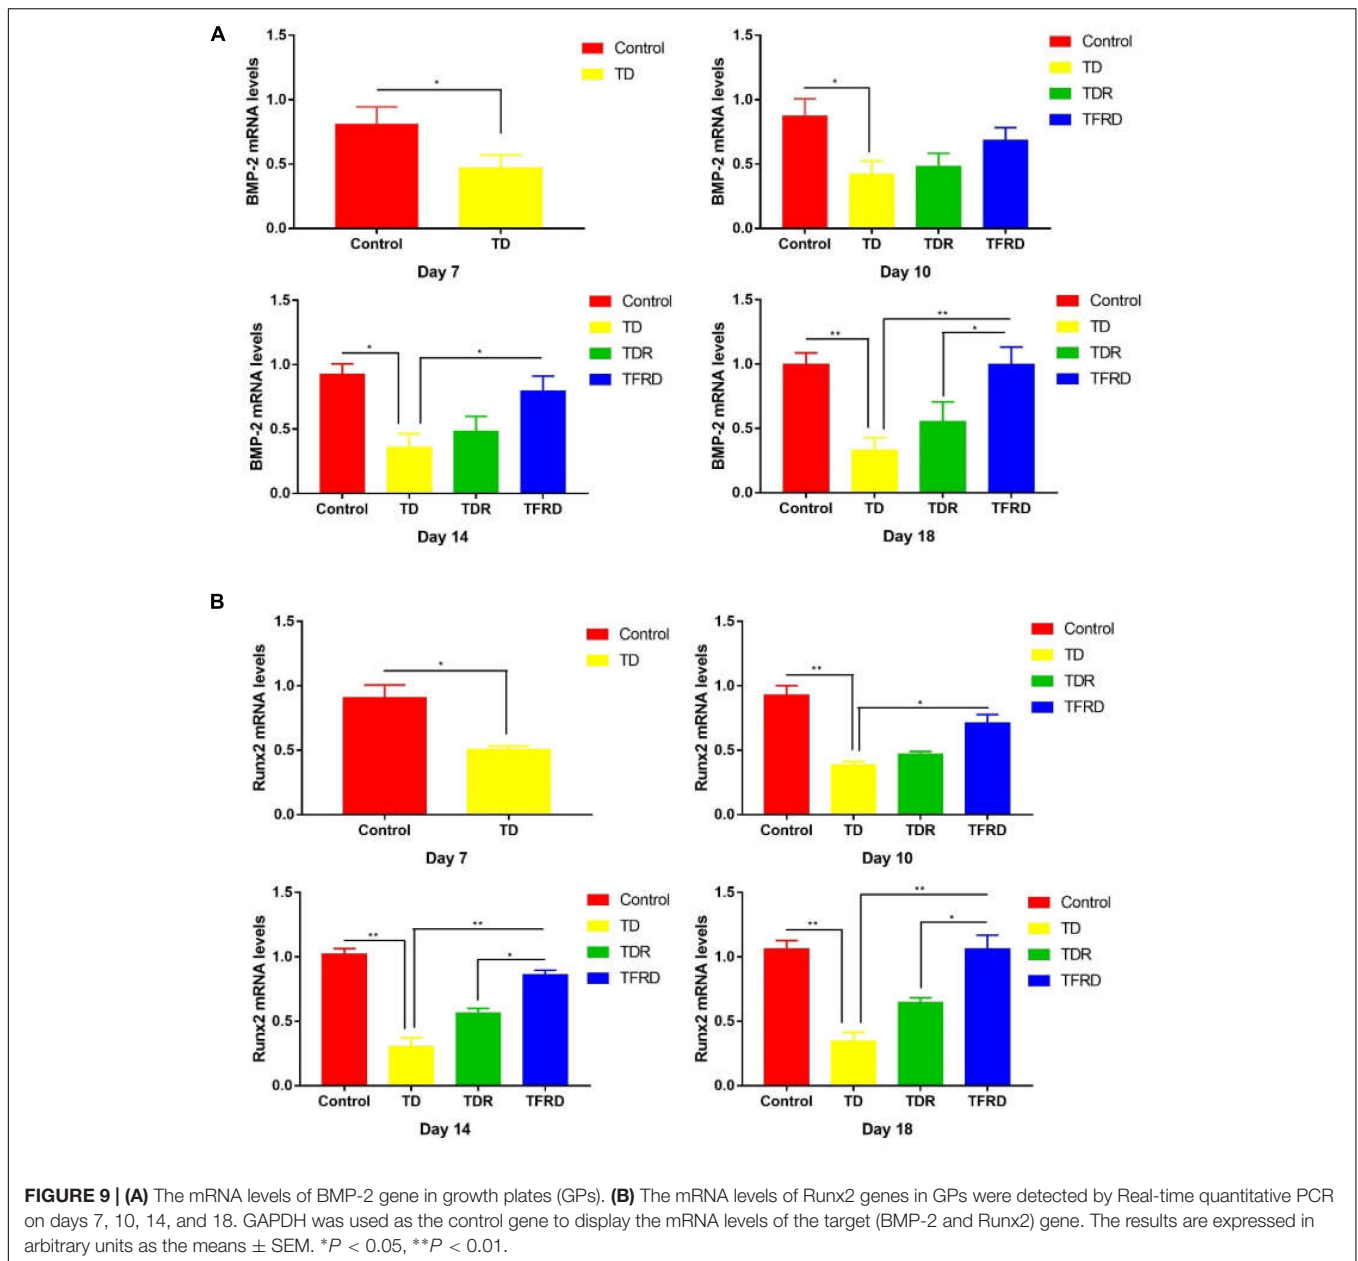 A
BMP-2 mRNA levels
1.5
1.0
0.5
0.0
*
Control
TD
Control TD
Day 7
BMP-2 mRNA levels
1.5
1.0
0.5
0.0
*
Control
TD
TDR
TFRD
Control TD TDR TFRD
Day 10
BMP-2 mRNA levels
1.5
1.0
0.5
0.0
* *
Control
TD
TDR
TFRD
Control TD TDR TFRD
Day 14
BMP-2 mRNA levels
1.5
1.0
0.5
0.0
**
** *
Control
TD
TDR
TFRD
Control TD TDR TFRD
Day 18
B
Runx2 mRNA levels
1.5
1.0
0.5
0.0
*
Control
TD
Control TD
Day 7
Runx2 mRNA levels
1.5
1.0
0.5
0.0
**
*
Control
TD
TDR
TFRD
Control TD TDR TFRD
Day 10
Runx2 mRNA levels
1.5
1.0
0.5
0.0
** **
*
Control
TD
TDR
TFRD
Control TD TDR TFRD
Day 14
Runx2 mRNA levels
1.5
1.0
0.5
0.0
**
** *
Control
TD
TDR
TFRD
Control TD TDR TFRD
Day 18
FIGURE 9 | (A) The mRNA levels of BMP-2 gene in growth plates (GPs). (B) The mRNA levels of Runx2 genes in GPs were detected by Real-time quantitative PCR
on days 7, 10, 14, and 18. GAPDH was used as the control gene to display the mRNA levels of the target (BMP-2 and Runx2) gene. The results are expressed in
arbitrary units as the means ± SEM. *P < 0.05, **P < 0.01.